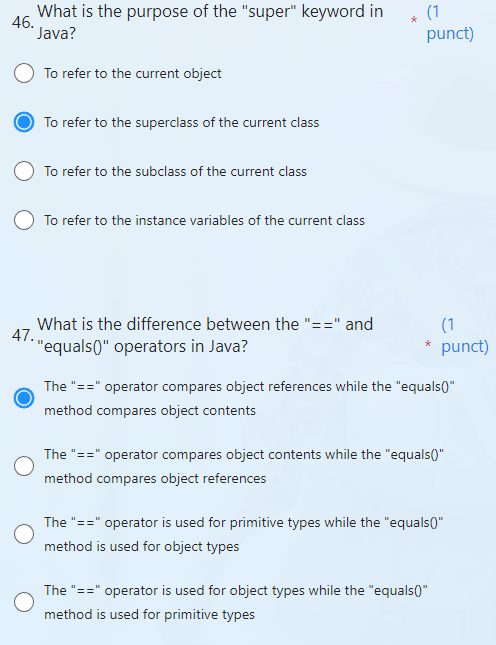 46. What is the purpose of the "super" keyword in Java? * (1 punct)
To refer to the current object
To refer to the superclass of the current class
To refer to the subclass of the current class
To refer to the instance variables of the current class
47. What is the difference between the "==" and "equals()" operators in Java? * (1 punct)
The "==" operator compares object references while the "equals()"
method compares object contents
The "==" operator compares object contents while the "equals()"
method compares object references
The "==" operator is used for primitive types while the "equals()"
method is used for object types
The "==" operator is used for object types while the "equals()"
method is used for primitive types